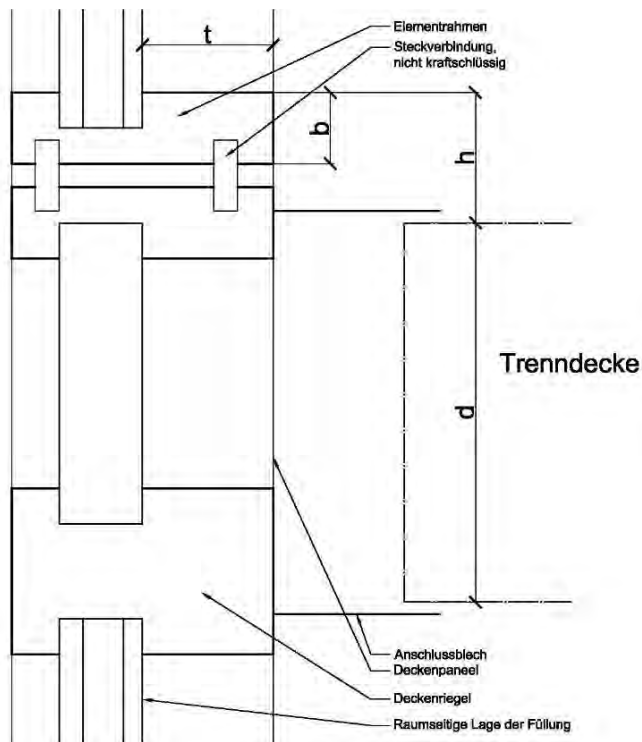 t
Elementrahmen
Steckverbindung,
nicht kraftschlüssig
b
h
Trenndecke
d
Anschlussblech
Deckenpaneel
Deckenriegel
Raumseitige Lage der Füllung